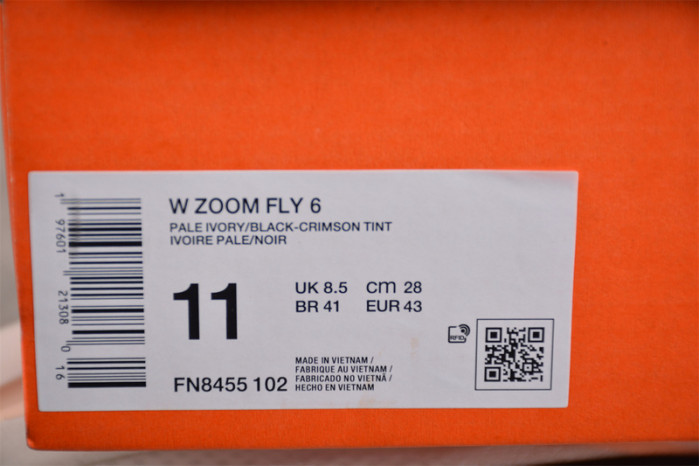 W ZOOM FLY 6
PALE IVORY/BLACK-CRIMSON TINT
IVOIRE PALE/NOIR
11
UK 8.5 cm 28
BR 41 EUR 43
RFID
MADE IN VIETNAM /
FABRIQUE AU VIETNAM /
FABRICADO NO VIETNÃ /
HECHO EN VIETNAM
FN8455 102
1 97601 21308 0 16